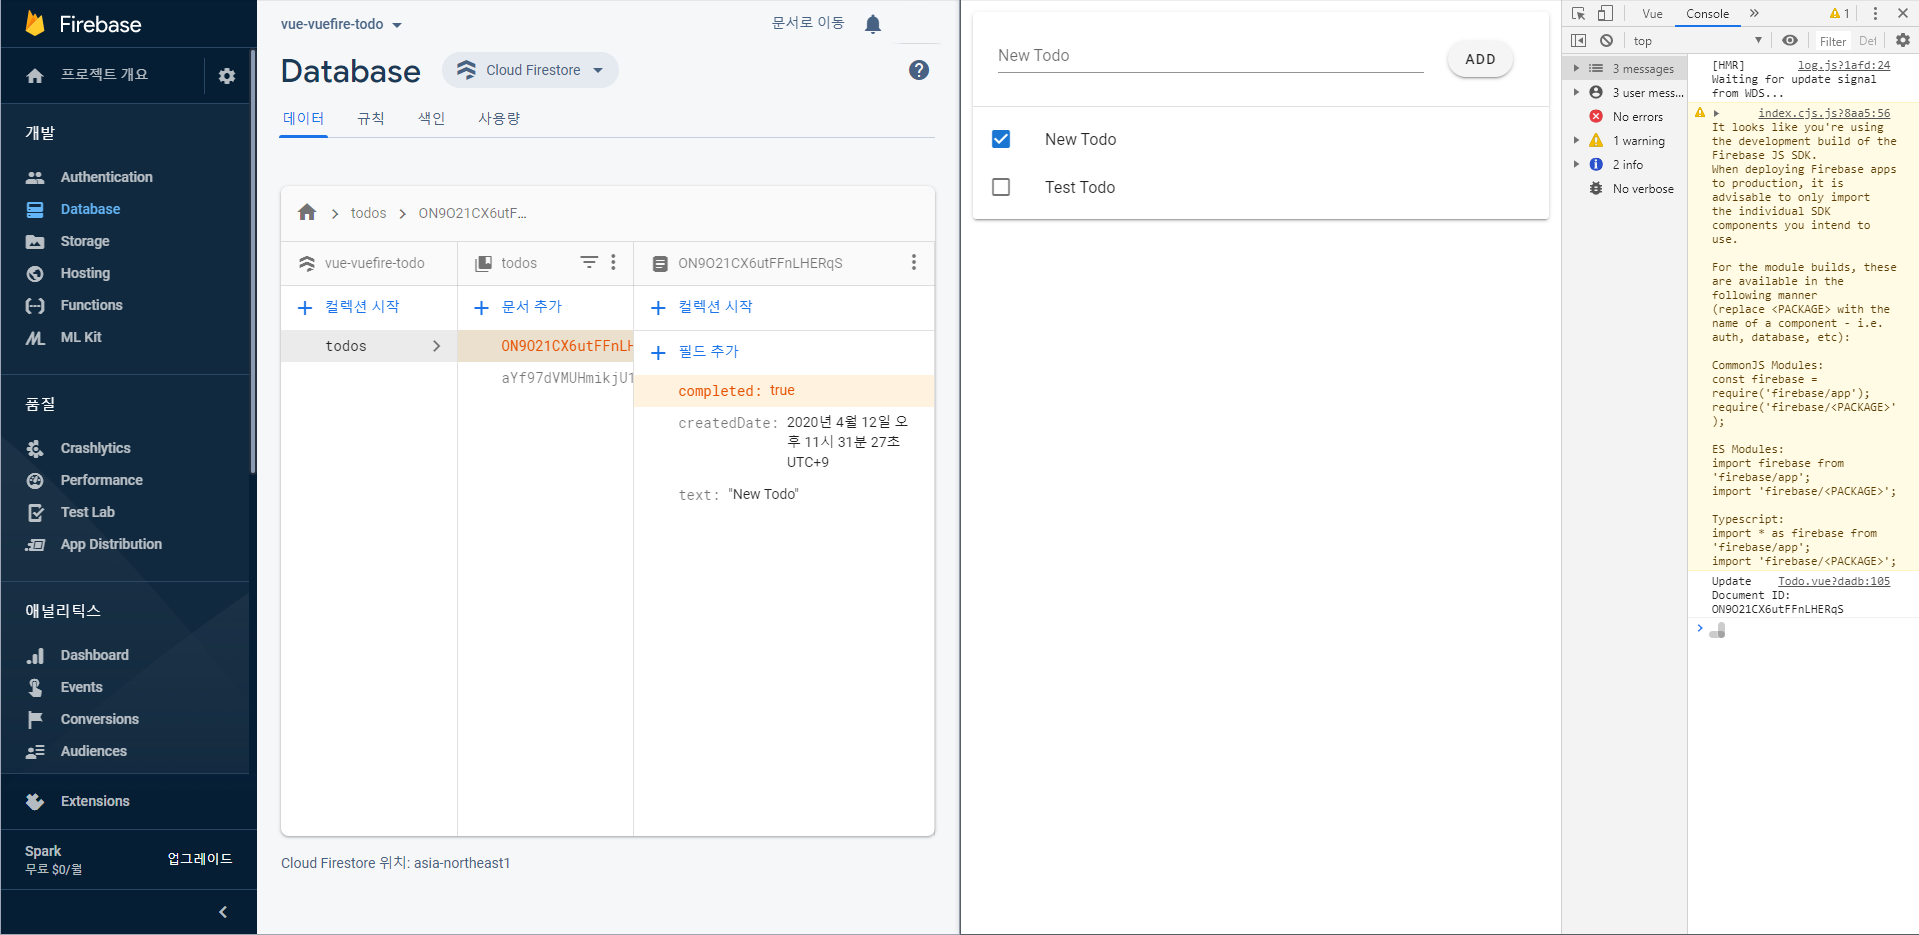 Firebase
프로젝트 개요
개발
Authentication
Database
Storage
Hosting
Functions
ML Kit
품질
Crashlytics
Performance
Test Lab
App Distribution
애널리틱스
Dashboard
Events
Conversions
Audiences
Extensions
Spark
무료 $0/월
업그레이드
vue-vuefire-todo
문서로 이동
Database
Cloud Firestore
데이터 규칙 색인 사용량
todos
ON9O21CX6utF...
vue-vuefire-todo
컬렉션 시작
todos
todos
문서 추가
ON9O21CX6utFFnLH
aYf97dVMUHmikjU1
ON9O21CX6utFFnLHERqS
컬렉션 시작
필드 추가
completed: true
createdDate: 2020년 4월 12일 오
후 11시 31분 27초
UTC+9
text: "New Todo"
Cloud Firestore 위치: asia-northeast1
New Todo
ADD
New Todo
Test Todo
Vue Console 1
top Filter Def
3 messages
3 user mess...
No errors
1 warning
2 info
No verbose
[HMR] log.js?1afd:24
Waiting for update signal
from WDS...
index.cjs.js?8aa5:56
It looks like you're using
the development build of the
Firebase JS SDK.
When deploying Firebase apps
to production, it is
advisable to only import
the individual SDK
components you intend to
use.
For the module builds, these
are available in the
following manner
(replace <PACKAGE> with the
name of a component - i.e.
auth, database, etc):
CommonJS Modules:
const firebase =
require('firebase/app');
require('firebase/<PACKAGE>'
);
ES Modules:
import firebase from
'firebase/app';
import 'firebase/<PACKAGE>';
Typescript:
import * as firebase from
'firebase/app';
import 'firebase/<PACKAGE>';
Update Todo.vue?dadb:105
Document ID:
ON9O21CX6utFFnLHERqS